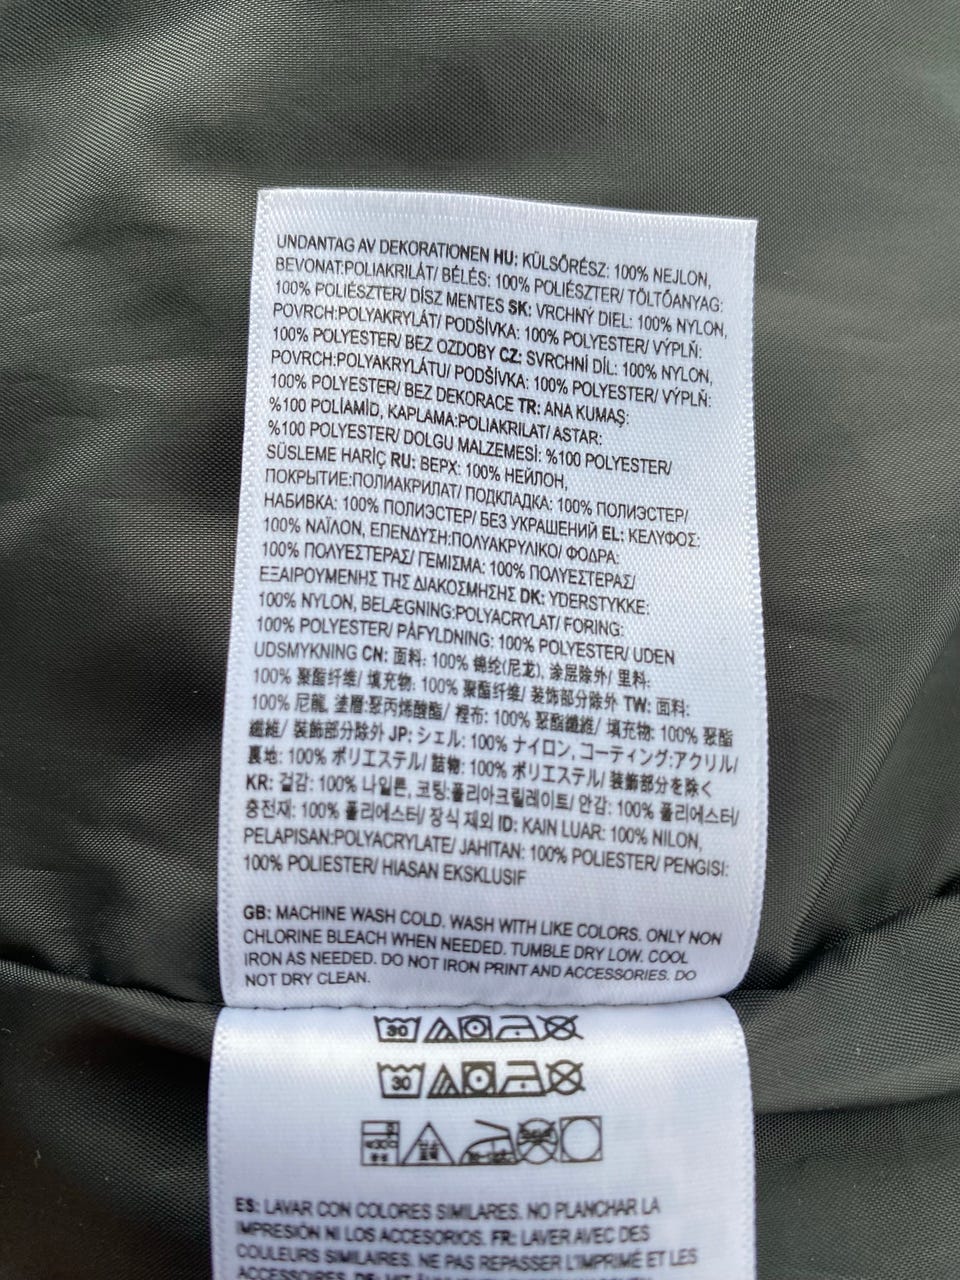 UNDANTAG AV DEKORATIONEN HU: KÜLSŐRÉSZ: 100% NEJLON,
BEVONAT:POLIAKRILÁT/ BÉLÉS: 100% POLIÉSZTER/ TÖLTŐANYAG:
100% POLIÉSZTER/ DÍSZ MENTES SK: VRCHNÝ DIEL: 100% NYLON,
POVRCH:POLYAKRYLÁT/ PODŠÍVKA: 100% POLYESTER/ VÝPLŇ:
100% POLYESTER/ BEZ OZDOBY CZ: SVRCHNÍ DÍL: 100% NYLON,
POVRCH:POLYAKRYLÁTU/ PODŠÍVKA: 100% POLYESTER/ VÝPLŇ:
100% POLYESTER/ BEZ DEKORACE TR: ANA KUMAŞ:
%100 POLİAMİD, KAPLAMA:POLIAKRILAT/ ASTAR:
%100 POLYESTER/ DOLGU MALZEMESİ: %100 POLYESTER/
SÜSLEME HARİÇ RU: ВЕРХ: 100% НЕЙЛОН,
ПОКРЫТИЕ:ПОЛИАКРИЛАТ/ ПОДКЛАДКА: 100% ПОЛИЭСТЕР/
НАБИВКА: 100% ПОЛИЭСТЕР/ БЕЗ УКРАШЕНИЙ EL: ΚΕΛΥΦΟΣ:
100% ΝΑΪΛΟΝ, ΕΠΕΝΔΥΣΗ:ΠΟΛΥΑΚΡΥΛΙΚΟ/ ΦΟΔΡΑ:
100% ΠΟΛΥΕΣΤΕΡΑΣ/ ΓΕΜΙΣΜΑ: 100% ΠΟΛΥΕΣΤΕΡΑΣ/
ΕΞΑΙΡΟΥΜΕΝΗΣ ΤΗΣ ΔΙΑΚΟΣΜΗΣΗΣ DK: YDERSTYKKE:
100% NYLON, BELÆGNING:POLYACRYLAT/ FORING:
100% POLYESTER/ PÅFYLDNING: 100% POLYESTER/ UDEN
UDSMYKNING CN: 面料: 100% 锦纶(尼龙), 涂层除外/ 里料:
100% 聚酯纤维/ 填充物: 100% 聚酯纤维/ 装饰部分除外 TW: 面料:
100% 尼龍, 塗層:聚丙烯酸酯/ 裡布: 100% 聚酯纖維/ 填充物: 100% 聚酯
纖維/ 裝飾部分除外 JP: シェル: 100% ナイロン, コーティング:アクリル/
裏地: 100% ポリエステル/ 詰物: 100% ポリエステル/ 装飾部分を除く
KR: 겉감: 100% 나일론, 코팅:폴리아크릴레이트/ 안감: 100% 폴리에스터/
충전재: 100% 폴리에스터/ 장식 제외 ID: KAIN LUAR: 100% NILON,
PELAPISAN:POLYACRYLATE/ JAHITAN: 100% POLIESTER/ PENGISI:
100% POLIESTER/ HIASAN EKSKLUSIF
GB: MACHINE WASH COLD. WASH WITH LIKE COLORS. ONLY NON
CHLORINE BLEACH WHEN NEEDED. TUMBLE DRY LOW. COOL
IRON AS NEEDED. DO NOT IRON PRINT AND ACCESSORIES. DO
NOT DRY CLEAN.
30
30
ES: LAVAR CON COLORES SIMILARES. NO PLANCHAR LA
IMPRESIÓN NI LOS ACCESORIOS. FR: LAVER AVEC DES
COULEURS SIMILAIRES. NE PAS REPASSER L'IMPRIMÉ ET LES
ACCESSOIRES.